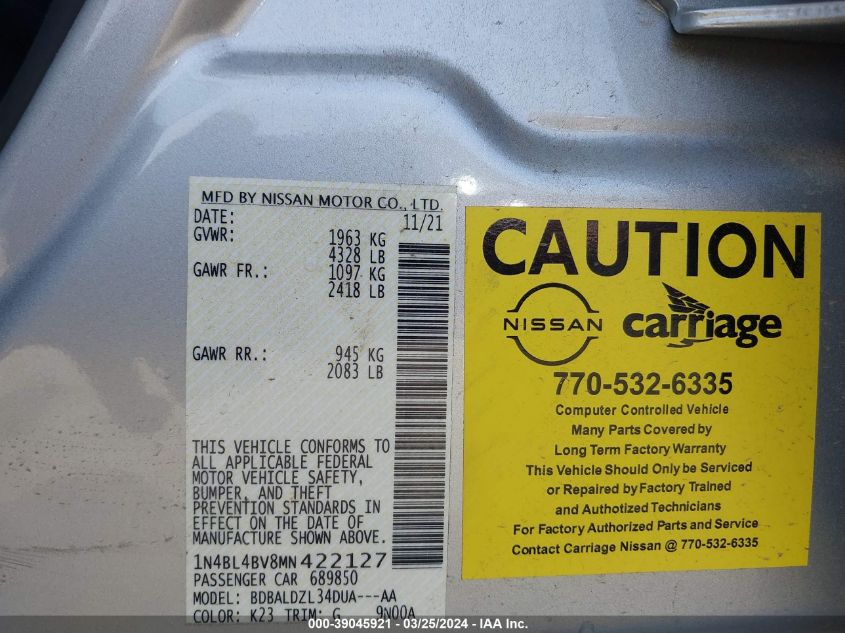 MFD BY NISSAN MOTOR CO., LTD.
DATE: 11/21
GVWR: 1963 KG
4328 LB
GAWR FR.: 1097 KG
2418 LB
GAWR RR.: 945 KG
2083 LB
THIS VEHICLE CONFORMS TO
ALL APPLICABLE FEDERAL
MOTOR VEHICLE SAFETY,
BUMPER, AND THEFT
PREVENTION STANDARDS IN
EFFECT ON THE DATE OF
MANUFACTURE SHOWN ABOVE.
1N4BL4BV8MN422127
PASSENGER CAR 689850
MODEL: BDBALDZL34DUA---AA
COLOR: K23 TRIM: G 9N00A
CAUTION
NISSAN carriage
770-532-6335
Computer Controlled Vehicle
Many Parts Covered by
Long Term Factory Warranty
This Vehicle Should Only be Serviced
or Repaired by Factory Trained
and Authotized Technicians
For Factory Authorized Parts and Service
Contact Carriage Nissan @ 770-532-6335
000-39045921 - 03/25/2024 - IAA Inc.